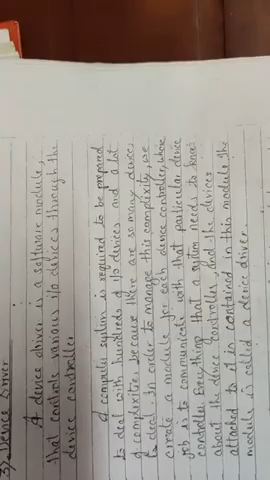 3) Device Driver
A device driver is a software module,
that controls various i/o devices through the
device controller
A computer system is required to be prepared
to deal with hundreds of i/o devices and a lot
of complexities because there are so many devices
to deal. In order to manage this complexity, we
create a module for each device controller, whose
job is to communicate with that particular device
controller. Everything that a system needs to know
about the device controller, and the devices
attached to it is contained in this module the
module is called a device driver.